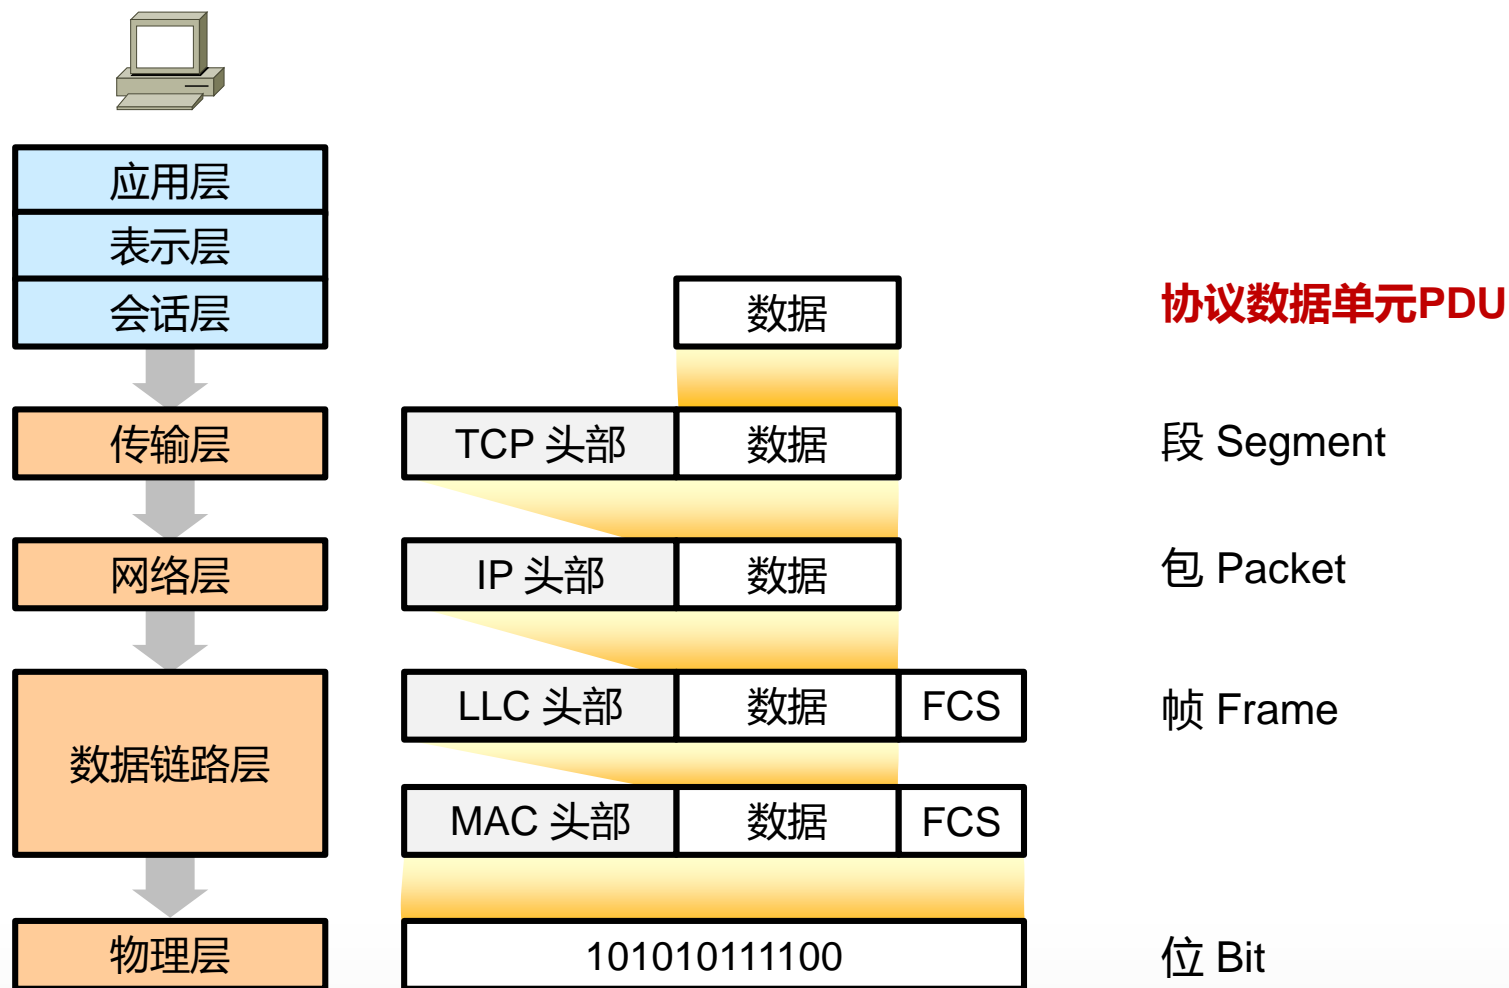 应用层
表示层
会话层
数据
协议数据单元PDU
传输层
TCP 头部
数据
段 Segment
网络层
IP 头部
数据
包 Packet
数据链路层
LLC 头部
数据
FCS
帧 Frame
MAC 头部
数据
FCS
物理层
101010111100
位 Bit